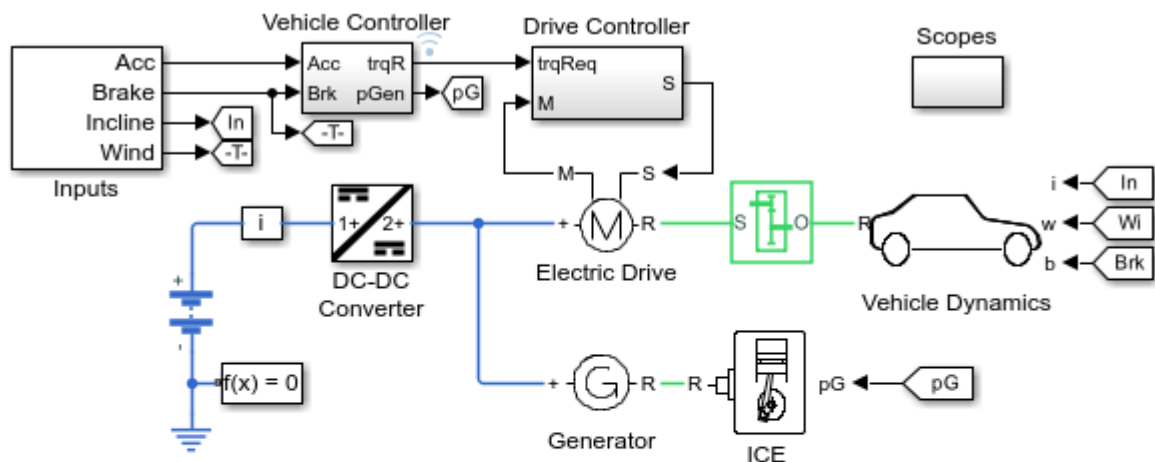 Vehicle Controller
Drive Controller
Scopes
Acc
Brake
Incline
Wind
Inputs
In
-T-
Acc
Brk
trqR
pGen
pG
-T-
trqReq
M
S
M
S
i
1+
2+
DC-DC
Converter
+
M
R
Electric Drive
S
O
R
i
w
b
In
Wi
Brk
Vehicle Dynamics
+
-
f(x) = 0
+
G
R
Generator
R
pG
ICE
pG